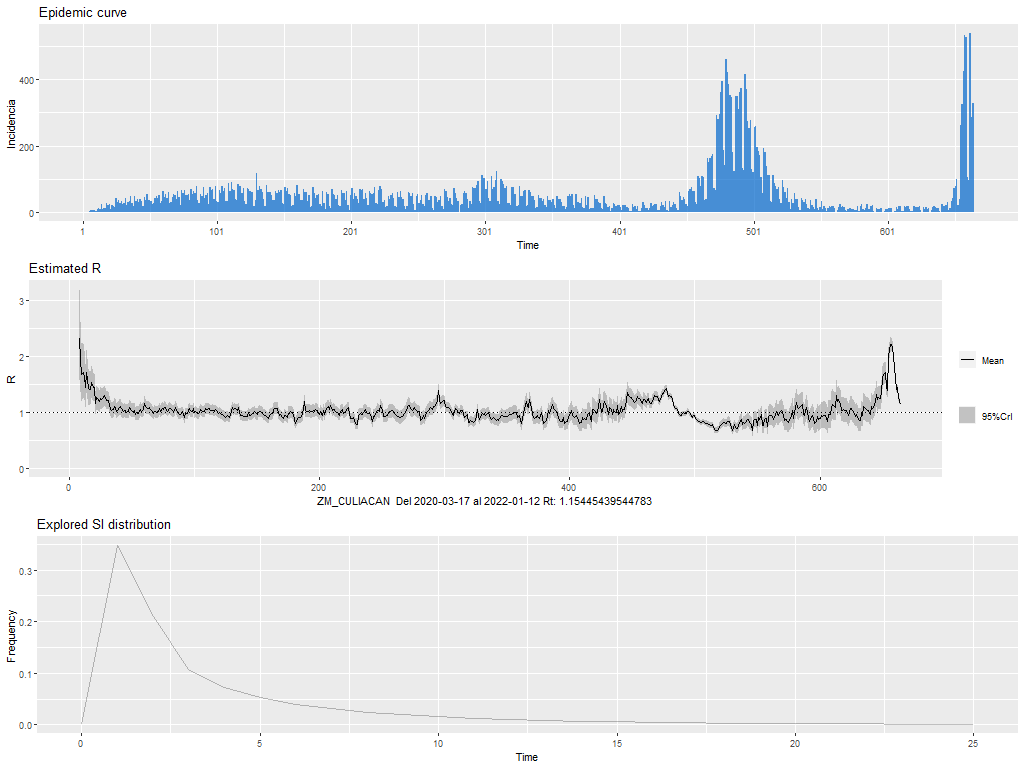 Epidemic curve
Incidencia
400
200
0
1 101 201 301 401 501 601
Time
Estimated R
R
3
2
1
0
0 200 400 600
ZM_CULIACAN Del 2020-03-17 al 2022-01-12 Rt: 1.15445439544783
Mean
95%CrI
Explored SI distribution
Frequency
0.3
0.2
0.1
0.0
0 5 10 15 20 25
Time